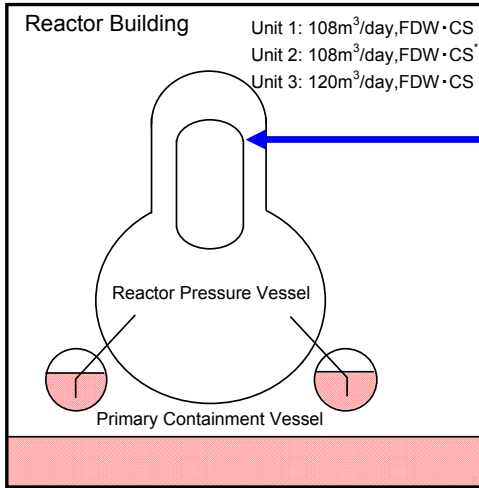 Reactor Building
Unit 1: 108m³/day,FDW・CS
Unit 2: 108m³/day,FDW・CS*
Unit 3: 120m³/day,FDW・CS
Reactor Pressure Vessel
Primary Containment Vessel